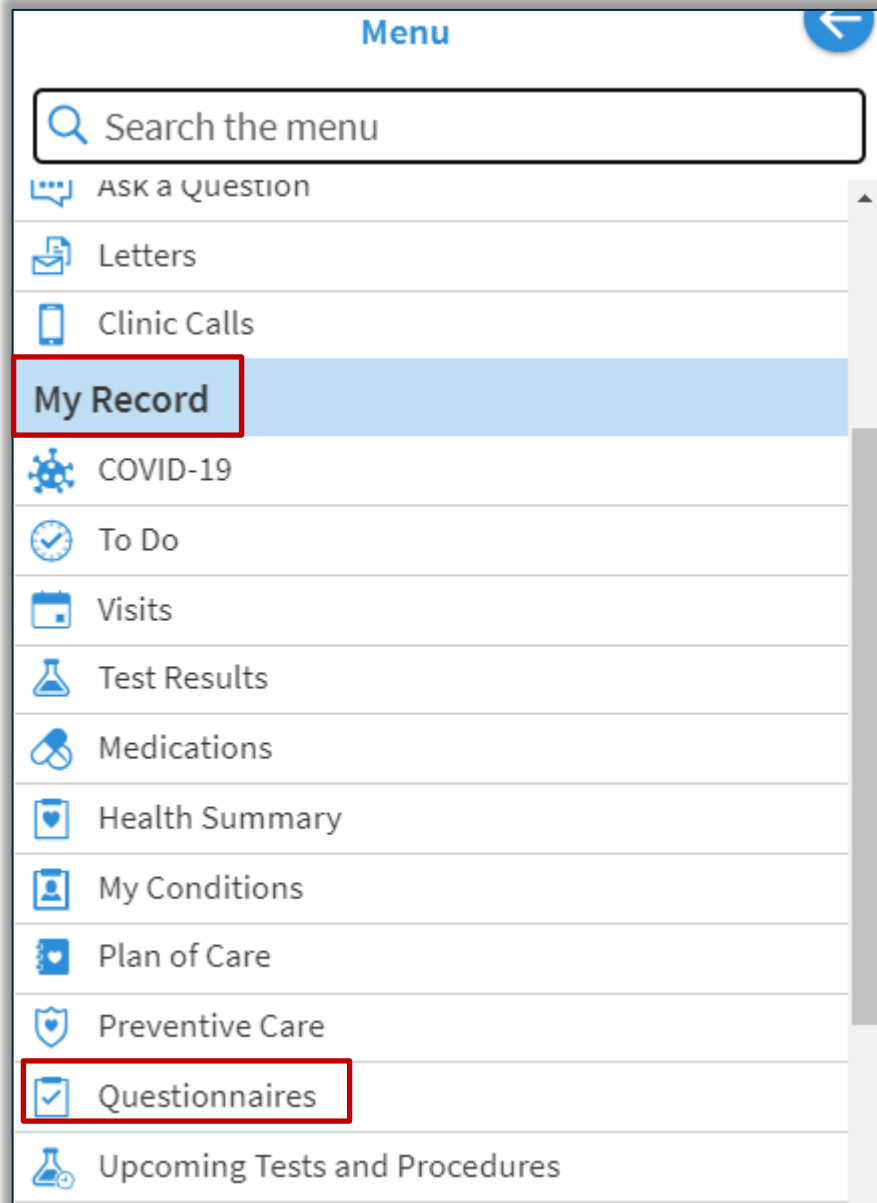 Menu
Search the menu
Ask a Question
Letters
Clinic Calls
My Record
COVID-19
To Do
Visits
Test Results
Medications
Health Summary
My Conditions
Plan of Care
Preventive Care
Questionnaires
Upcoming Tests and Procedures